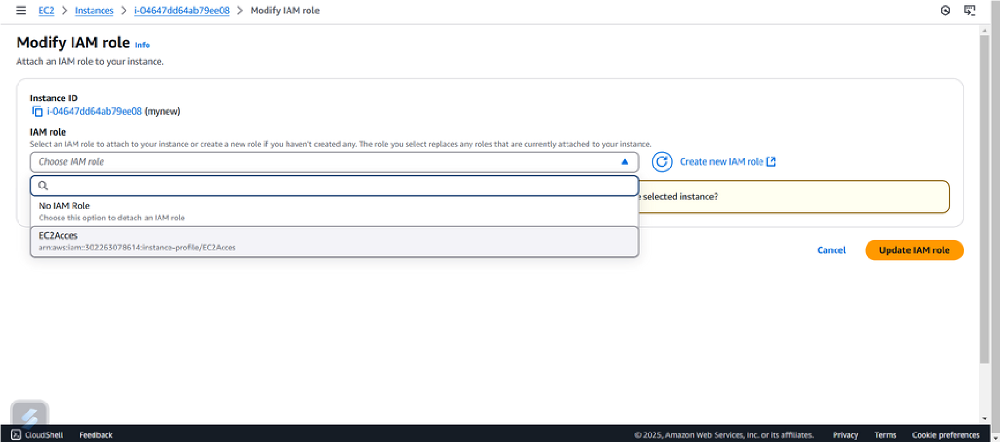 EC2 > Instances > i-04647dd64ab79ee08 > Modify IAM role
Modify IAM role Info
Attach an IAM role to your instance.
Instance ID
i-04647dd64ab79ee08 (mynew)
IAM role
Select an IAM role to attach to your instance or create a new role if you haven't created any. The role you select replaces any roles that are currently attached to your instance.
Choose IAM role
Create new IAM role
selected instance?
No IAM Role
Choose this option to detach an IAM role
EC2Acces
arn:aws:iam::302263078614:instance-profile/EC2Acces
Cancel Update IAM role
CloudShell Feedback © 2025, Amazon Web Services, Inc. or its affiliates. Privacy Terms Cookie preferences